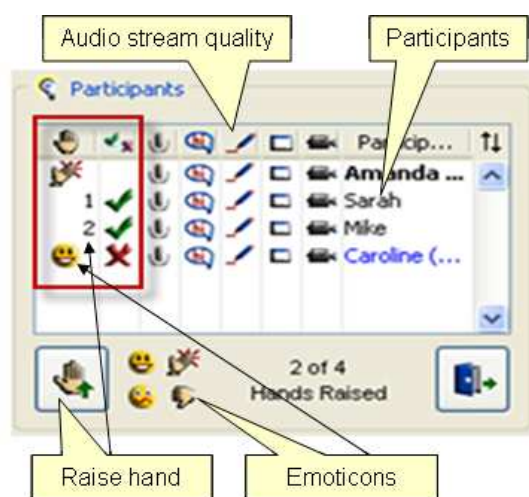 Audio stream quality
Participants
Participants
Particip...
Amanda ...
1 Sarah
2 Mike
Caroline (...
2 of 4
Hands Raised
Raise hand
Emoticons